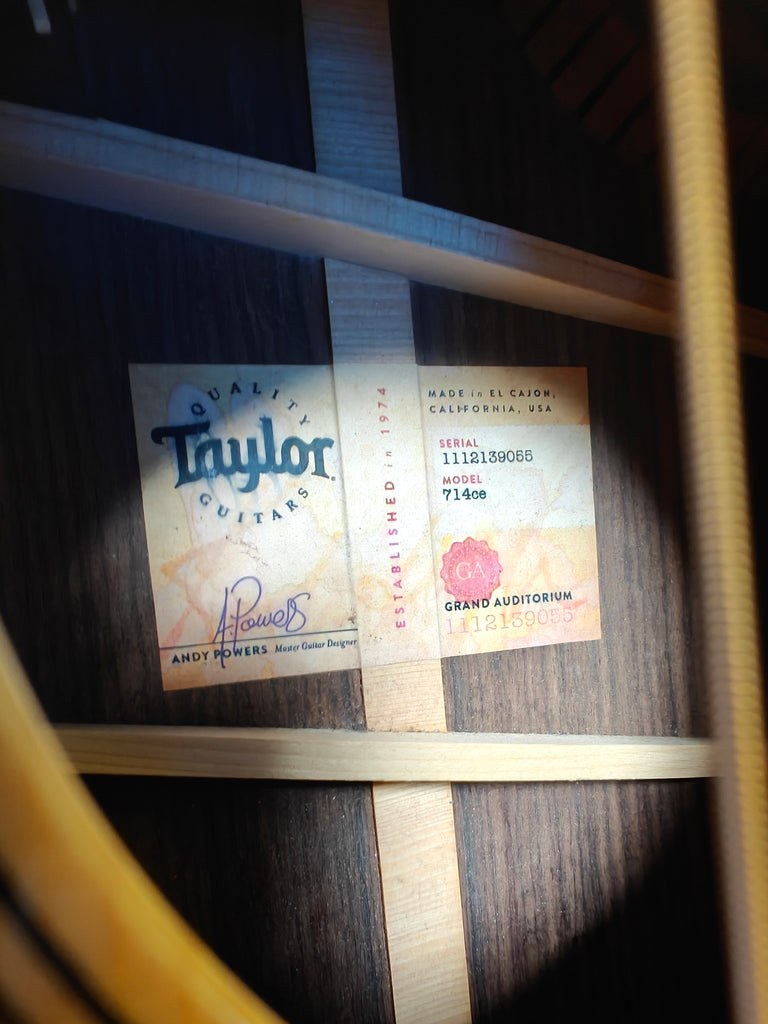 QUALITY
Taylor
GUITARS
A. Powers
ANDY POWERS Master Guitar Designer
ESTABLISHED in 1974
MADE in EL CAJON,
CALIFORNIA, USA
SERIAL
1112139055
MODEL
714ce
GA
GRAND AUDITORIUM
1112139055